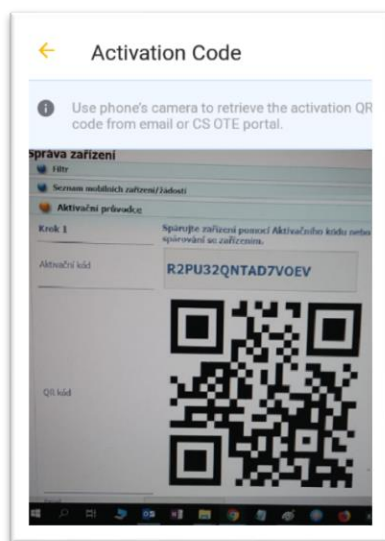 Activation Code
Use phone's camera to retrieve the activation QR
code from email or CS OTE portal.
Správa zařízení
Filtr
Seznam mobilních zařízení/žádostí
Aktivační průvodce
Krok 1
Spárujte zařízení pomocí Aktivačního kódu nebo
spárování se zařízením.
Aktivační kód
R2PU32QNTAD7VOEV
QR kód